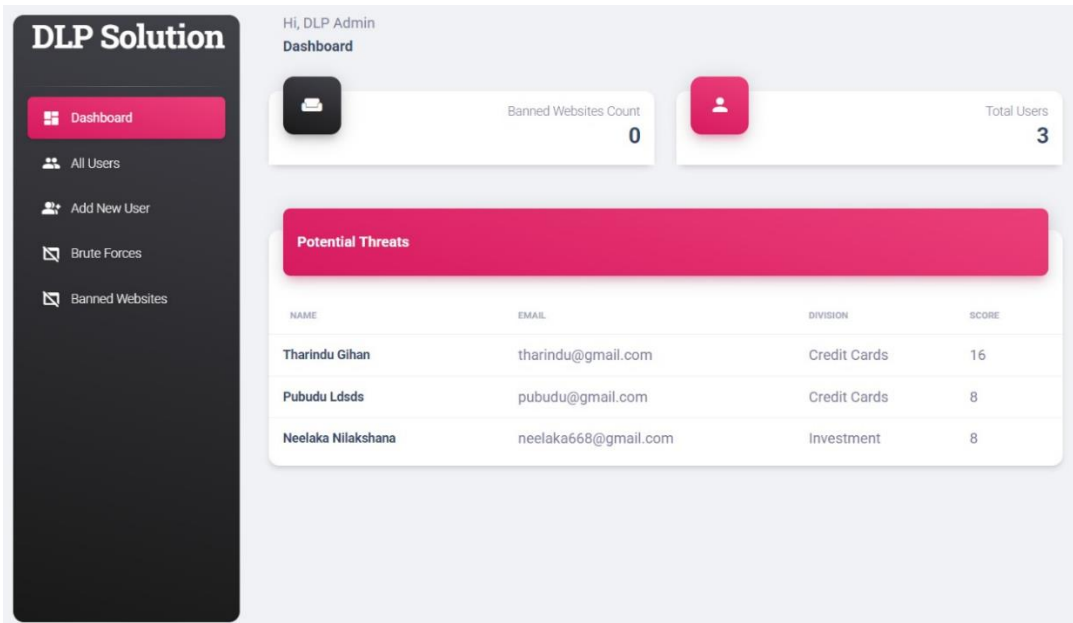 DLP Solution
Dashboard
All Users
Add New User
Brute Forces
Banned Websites
Hi, DLP Admin
Dashboard
Banned Websites Count
0
Total Users
3
Potential Threats
NAME EMAIL DIVISION SCORE
Tharindu Gihan tharindu@gmail.com Credit Cards 16
Pubudu Ldsds pubudu@gmail.com Credit Cards 8
Neelaka Nilakshana neelaka668@gmail.com Investment 8